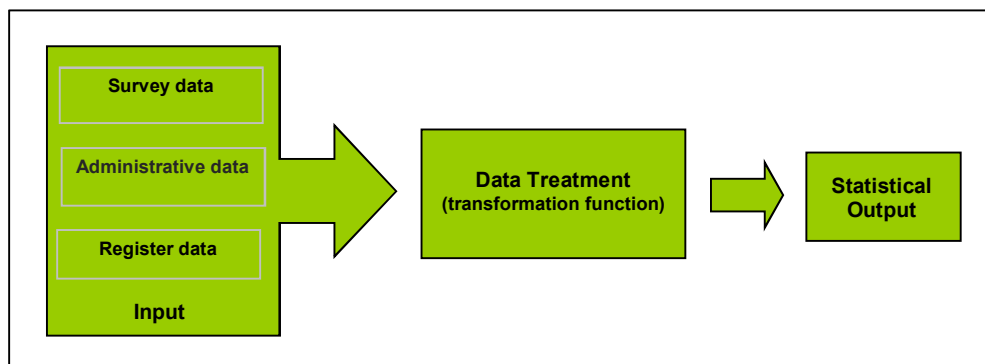 Survey data
Administrative data
Register data
Input
Data Treatment
(transformation function)
Statistical
Output